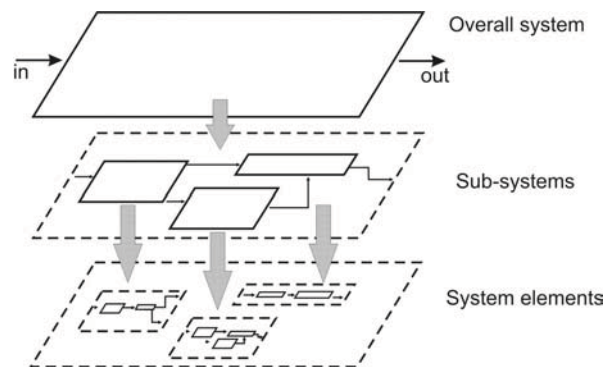 Overall system
in
out
Sub-systems
System elements